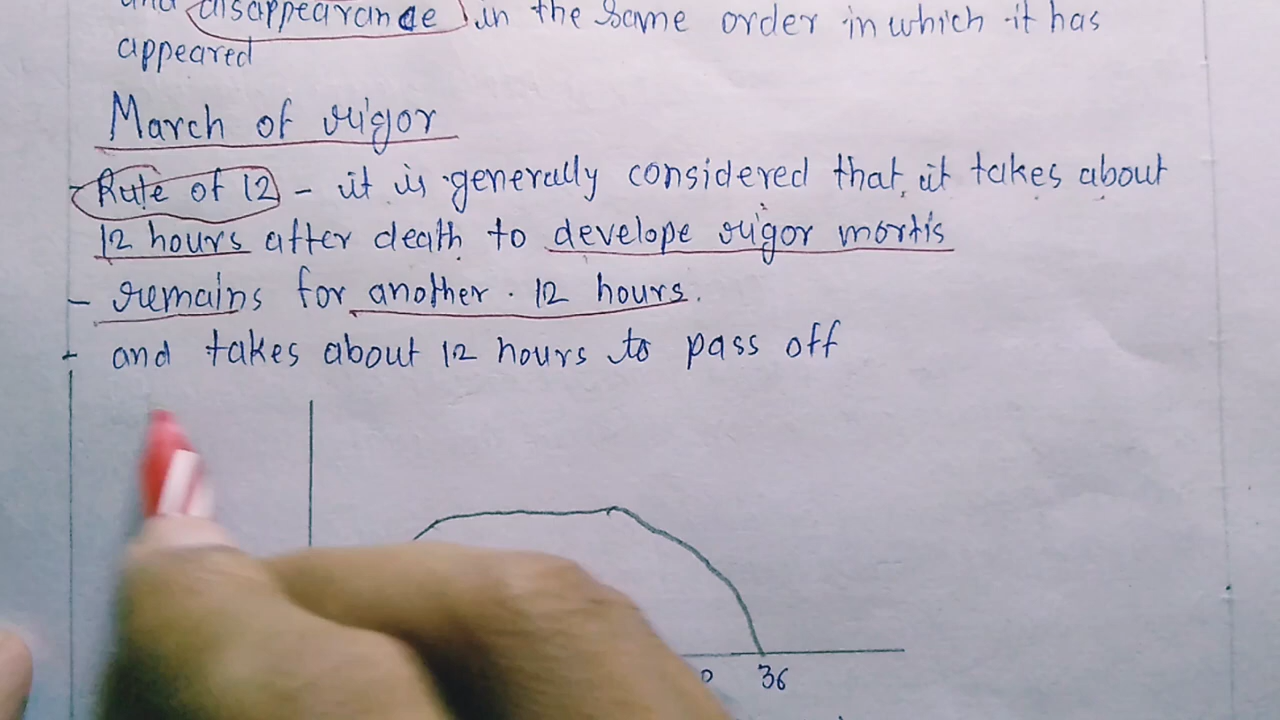 and disappearance in the same order in which it has
appeared
March of rigor
- Rule of 12 - it is generally considered that it takes about
12 hours after death to develope rigor mortis
- remains for another 12 hours.
- and takes about 12 hours to pass off
36